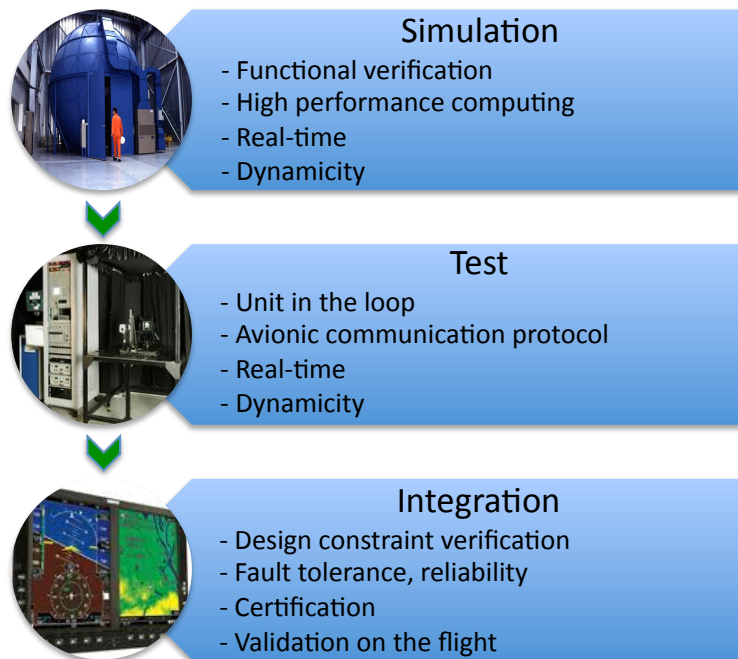 Simulation
- Functional verification
- High performance computing
- Real-time
- Dynamicity
Test
- Unit in the loop
- Avionic communication protocol
- Real-time
- Dynamicity
Integration
- Design constraint verification
- Fault tolerance, reliability
- Certification
- Validation on the flight